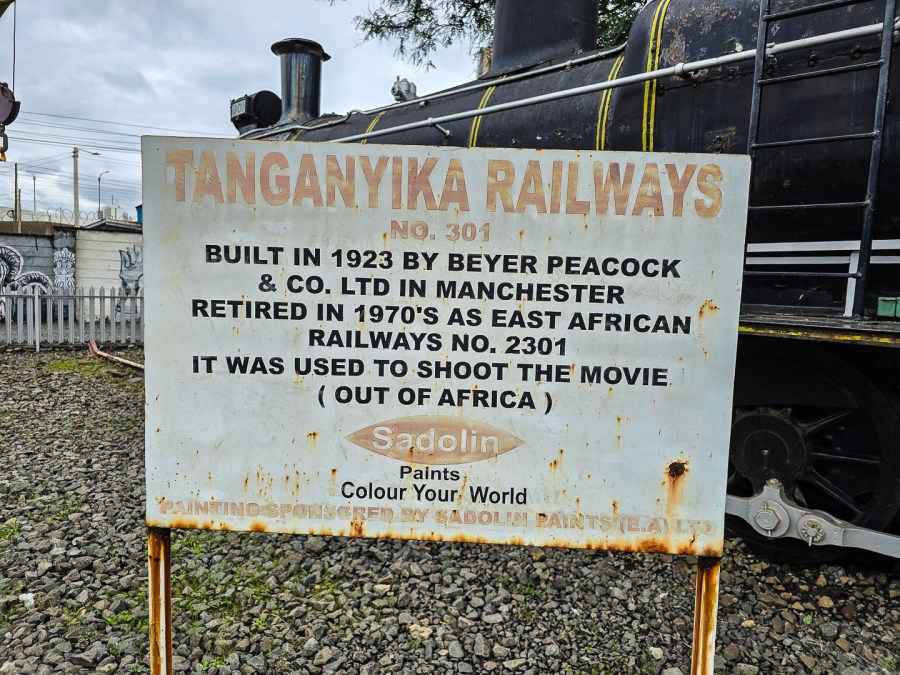 TANGANYIKA RAILWAYS
NO. 301
BUILT IN 1923 BY BEYER PEACOCK
& CO. LTD IN MANCHESTER
RETIRED IN 1970'S AS EAST AFRICAN
RAILWAYS NO. 2301
IT WAS USED TO SHOOT THE MOVIE
( OUT OF AFRICA )
Sadolin
Paints
Colour Your World
PAINTING SPONSORED BY SADOLIN PAINTS (E.A) LTD